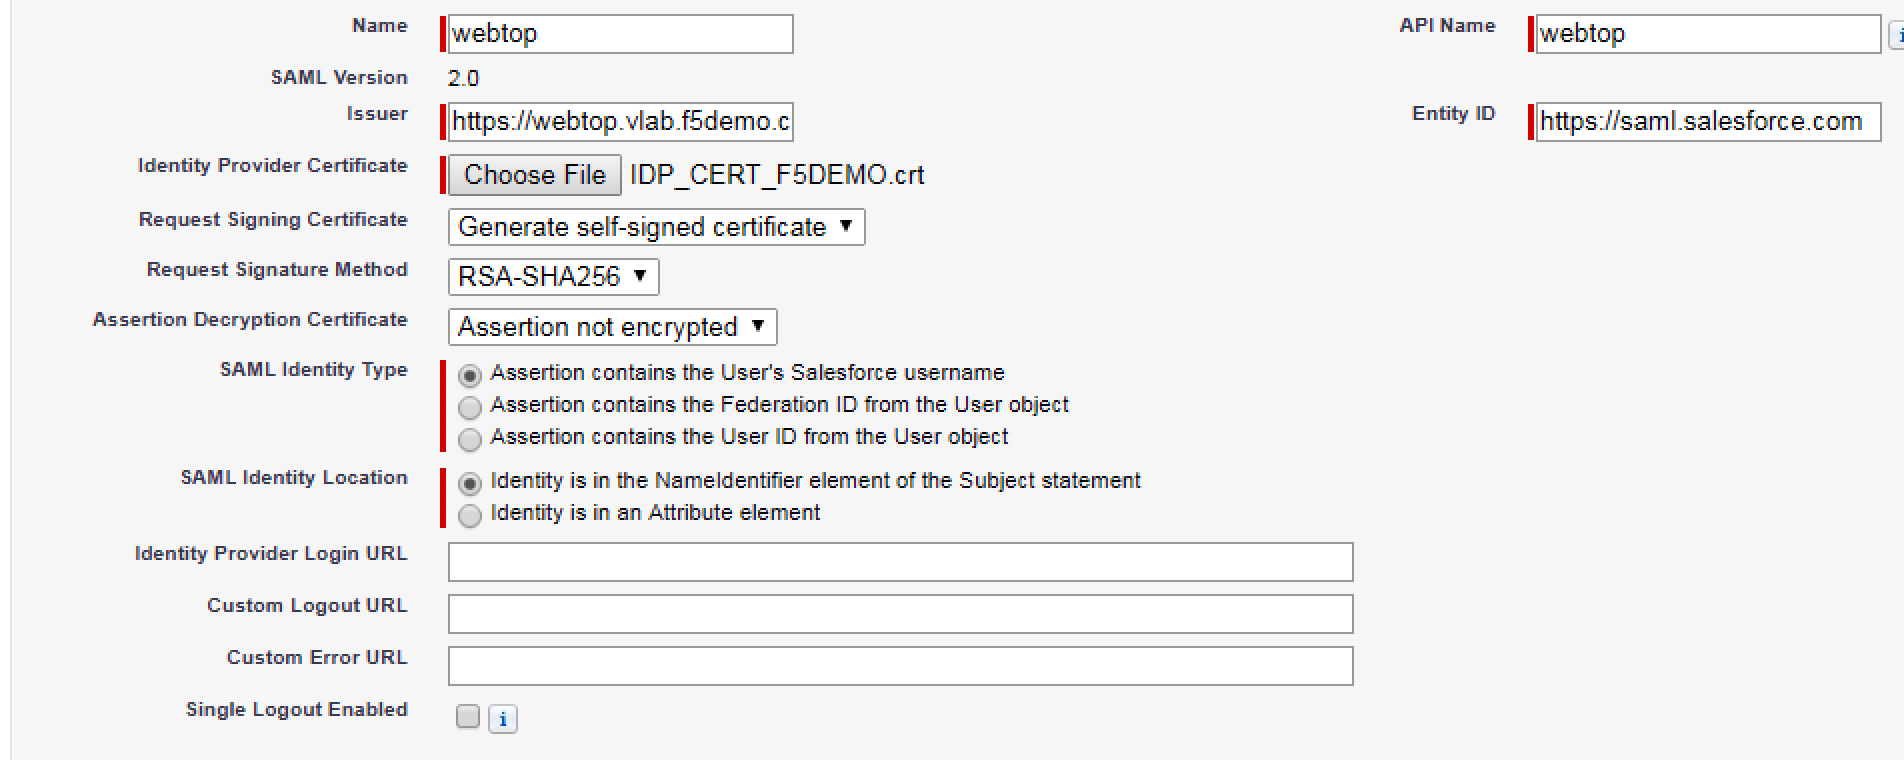 Name webtop API Name webtop i
SAML Version 2.0
Issuer https://webtop.vlab.f5demo.c Entity ID https://saml.salesforce.com
Identity Provider Certificate Choose File IDP_CERT_F5DEMO.crt
Request Signing Certificate Generate self-signed certificate ▼
Request Signature Method RSA-SHA256 ▼
Assertion Decryption Certificate Assertion not encrypted ▼
SAML Identity Type Assertion contains the User's Salesforce username
Assertion contains the Federation ID from the User object
Assertion contains the User ID from the User object
SAML Identity Location Identity is in the NameIdentifier element of the Subject statement
Identity is in an Attribute element
Identity Provider Login URL
Custom Logout URL
Custom Error URL
Single Logout Enabled i